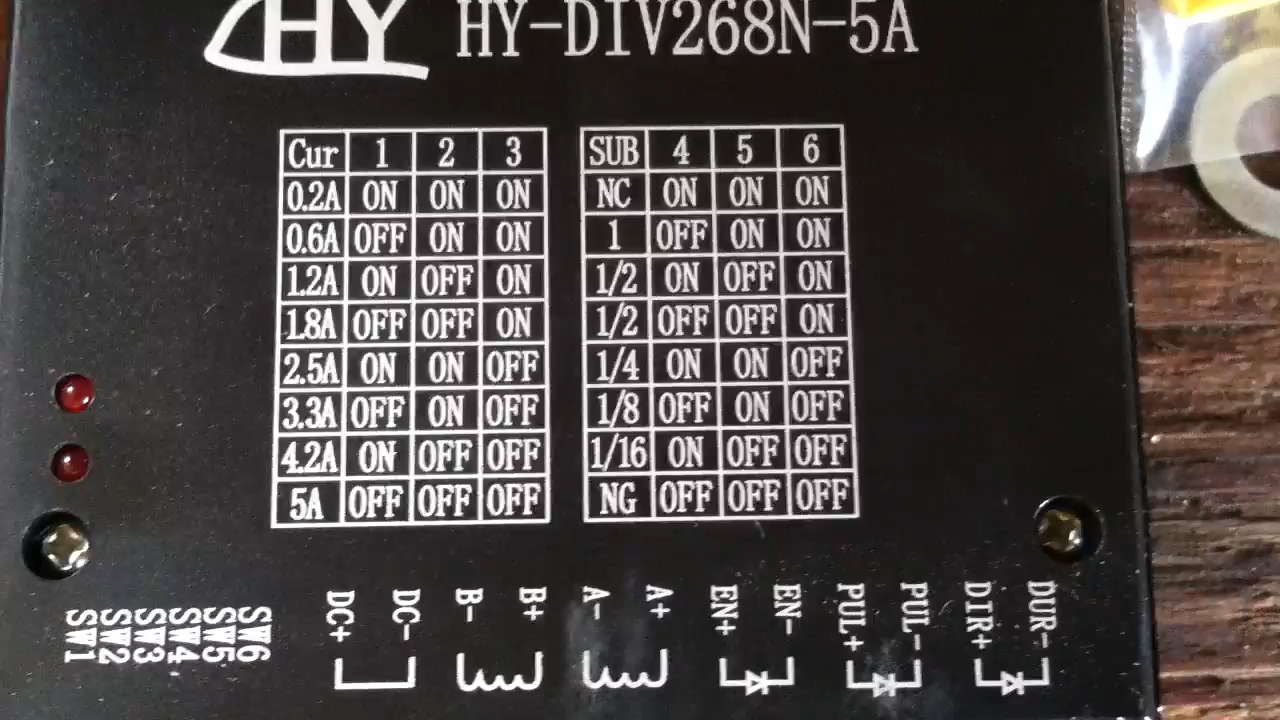 HY HY-DIV268N-5A
Cur 1 2 3
0.2A ON ON ON
0.6A OFF ON ON
1.2A ON OFF ON
1.8A OFF OFF ON
2.5A ON ON OFF
3.3A OFF ON OFF
4.2A ON OFF OFF
5A OFF OFF OFF
SUB 4 5 6
NC ON ON ON
1 OFF ON ON
1/2 ON OFF ON
1/2 OFF OFF ON
1/4 ON ON OFF
1/8 OFF ON OFF
1/16 ON OFF OFF
NG OFF OFF OFF
SW1
SW2
SW3
SW4
SW5
SW6
DC+
DC-
B-
B+
A-
A+
EN+
EN-
PUL+
PUL-
DIR+
DUR-